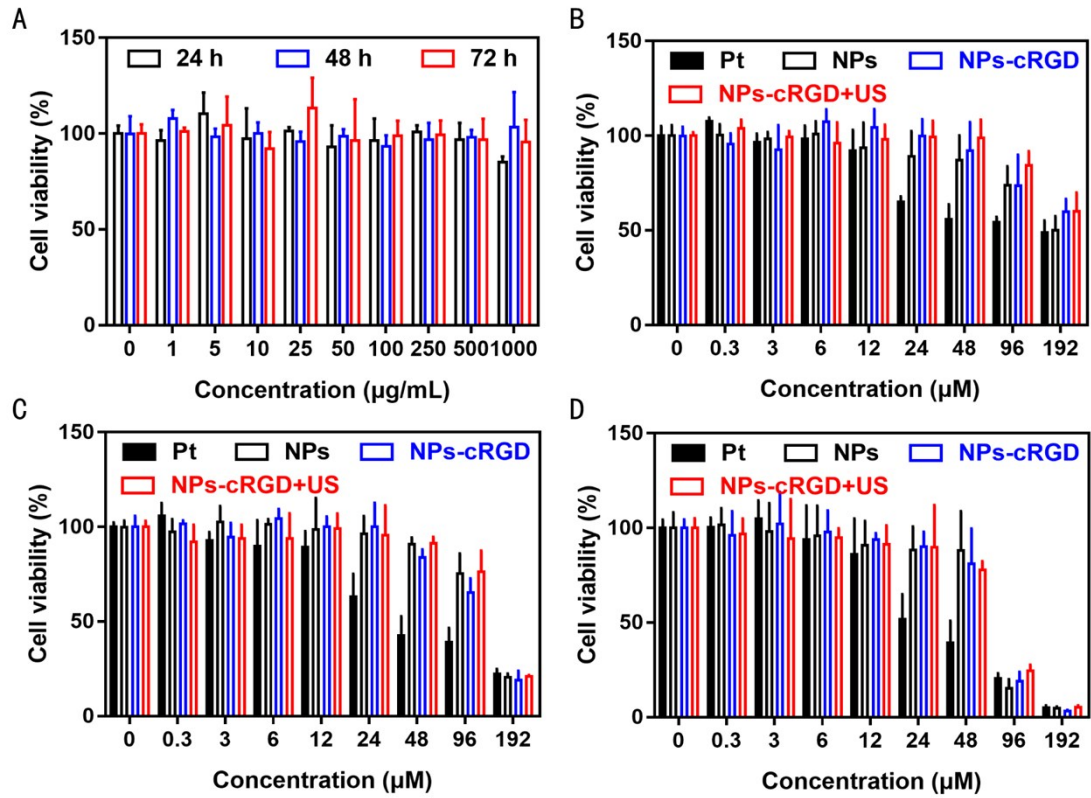 A
150
100
50
0
Cell viability (%)
24 h 48 h 72 h
0 1 5 10 25 50 100 250 500 1000
Concentration (µg/mL)
B
150
100
50
0
Cell viability (%)
Pt NPs NPs-cRGD
NPs-cRGD+US
0 0.3 3 6 12 24 48 96 192
Concentration (µM)
C
150
100
50
0
Cell viability (%)
Pt NPs NPs-cRGD
NPs-cRGD+US
0 0.3 3 6 12 24 48 96 192
Concentration (µM)
D
150
100
50
0
Cell viability (%)
Pt NPs NPs-cRGD
NPs-cRGD+US
0 0.3 3 6 12 24 48 96 192
Concentration (µM)